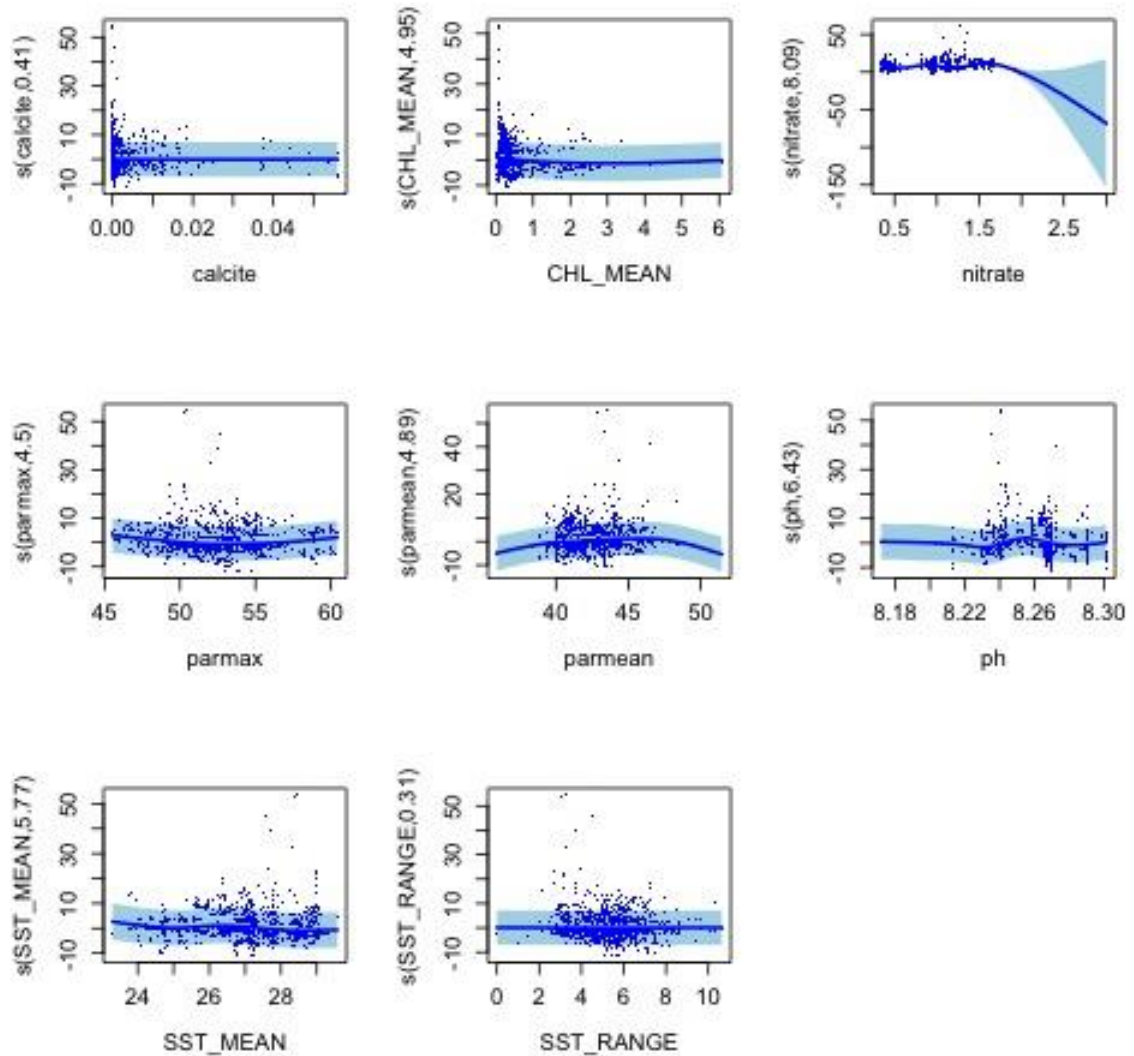 s(calcite,0.41)
50
30
10
-10
0.00 0.02 0.04
calcite
s(CHL_MEAN,4.95)
50
30
10
-10
0 1 2 3 4 5 6
CHL_MEAN
s(nitrate,8.09)
50
-50
-150
0.5 1.5 2.5
nitrate
s(parmax,4.5)
50
30
10
-10
45 50 55 60
parmax
s(parmean,4.89)
40
20
-10
40 45 50
parmean
s(ph,6.43)
50
30
10
-10
8.18 8.22 8.26 8.30
ph
s(SST_MEAN,5.77)
50
30
10
-10
24 26 28
SST_MEAN
s(SST_RANGE,0.31)
50
30
10
-10
0 2 4 6 8 10
SST_RANGE